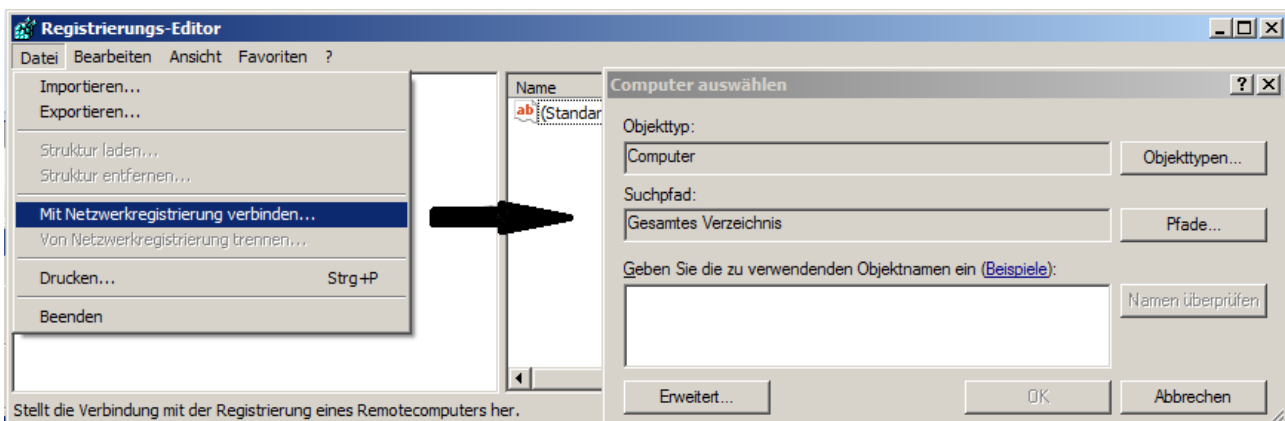 Registrierungs-Editor
Datei Bearbeiten Ansicht Favoriten ?
Importieren...
Exportieren...
Struktur laden...
Struktur entfernen...
Mit Netzwerkregistrierung verbinden...
Von Netzwerkregistrierung trennen...
Drucken... Strg+P
Beenden
Stellt die Verbindung mit der Registrierung eines Remotecomputers her.
Name
ab (Standar
Computer auswählen
Objekttyp:
Computer Objekttypen...
Suchpfad:
Gesamtes Verzeichnis Pfade...
Geben Sie die zu verwendenden Objektnamen ein (Beispiele):
Namen überprüfen
Erweitert... OK Abbrechen